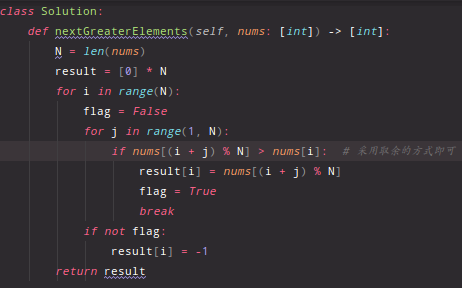 class Solution:
    def nextGreaterElements(self, nums: [int]) -> [int]:
        N = len(nums)
        result = [0] * N
        for i in range(N):
            flag = False
            for j in range(1, N):
                if nums[(i + j) % N] > nums[i]:  # 采用取余的方式即可
                    result[i] = nums[(i + j) % N]
                    flag = True
                    break
            if not flag:
                result[i] = -1
        return result